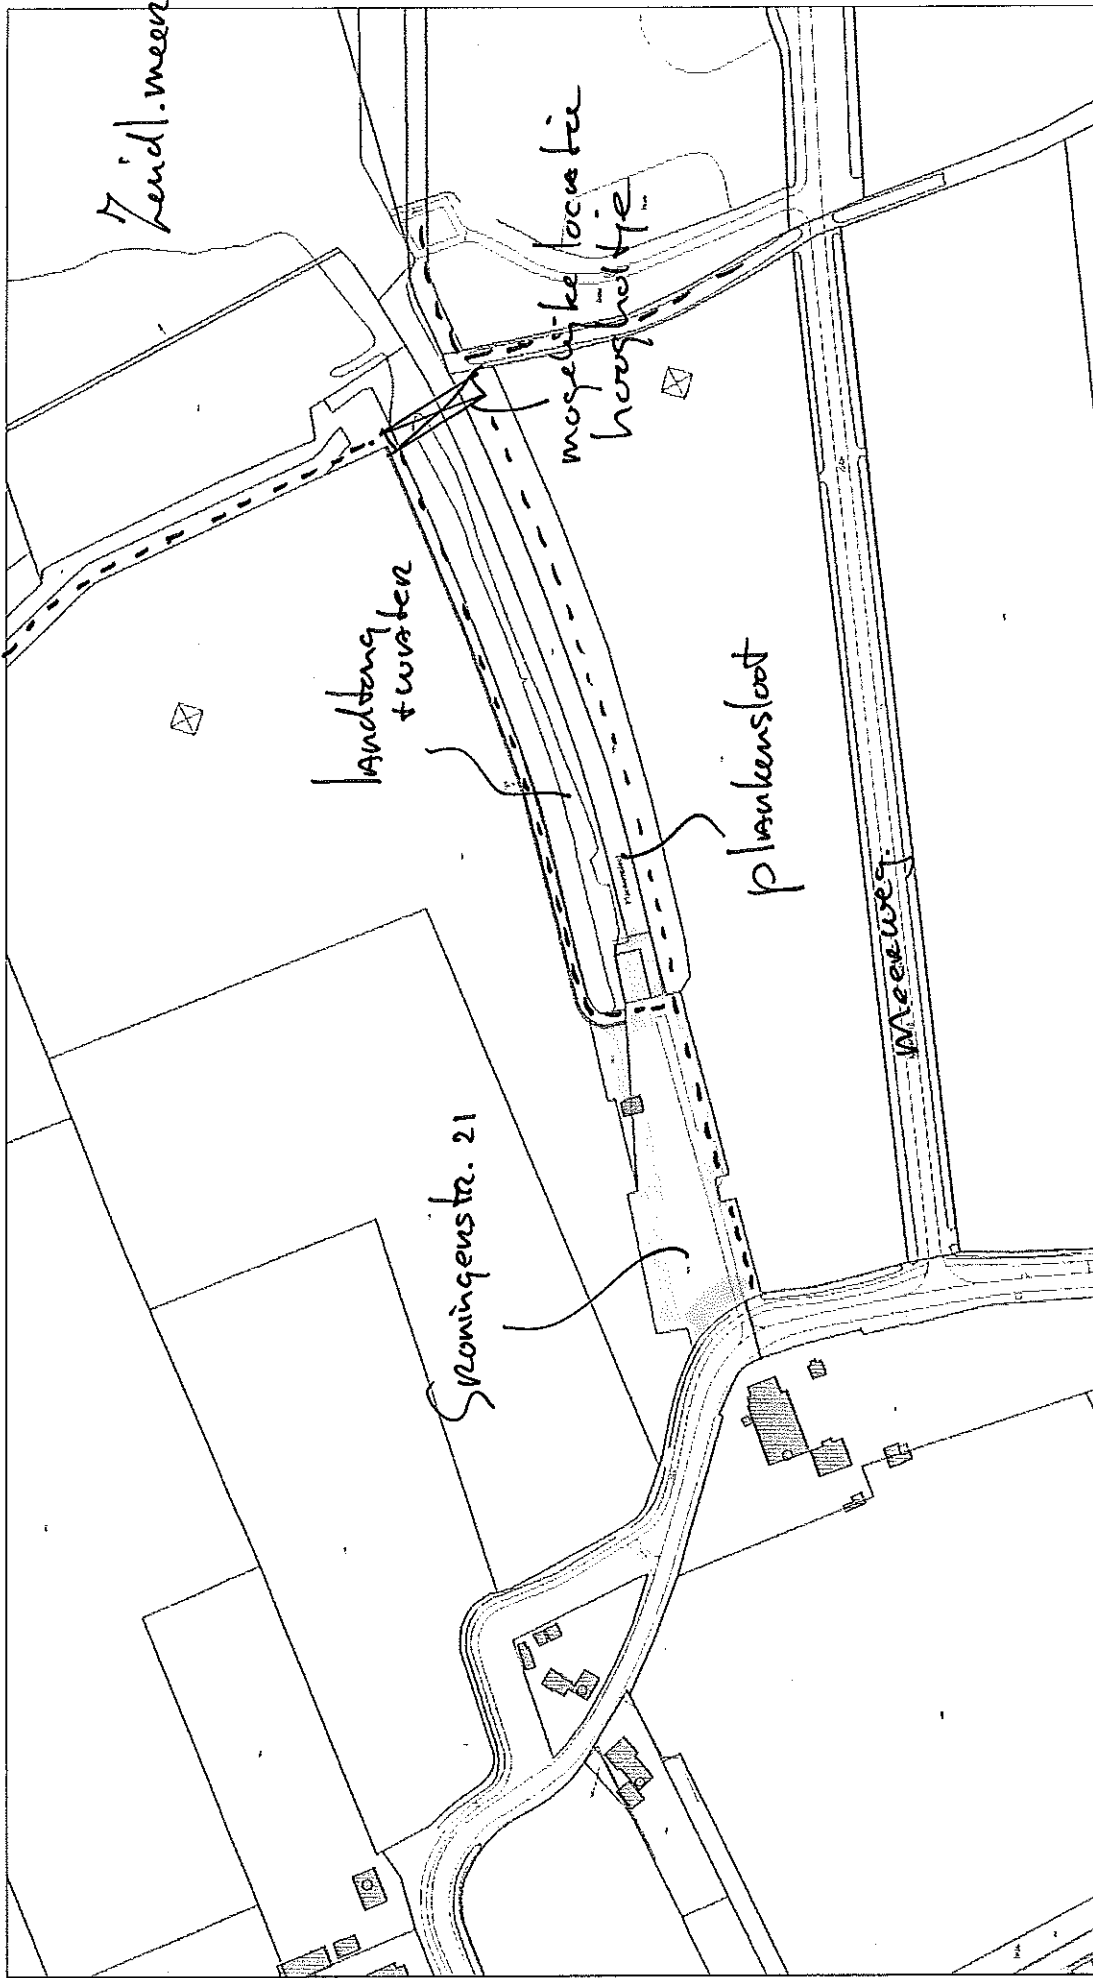 Zuidl.meer
mogelijke locatie
hoogholtje
landtong
+ water
plankensloot
Meerweg.
Groningerstr. 21